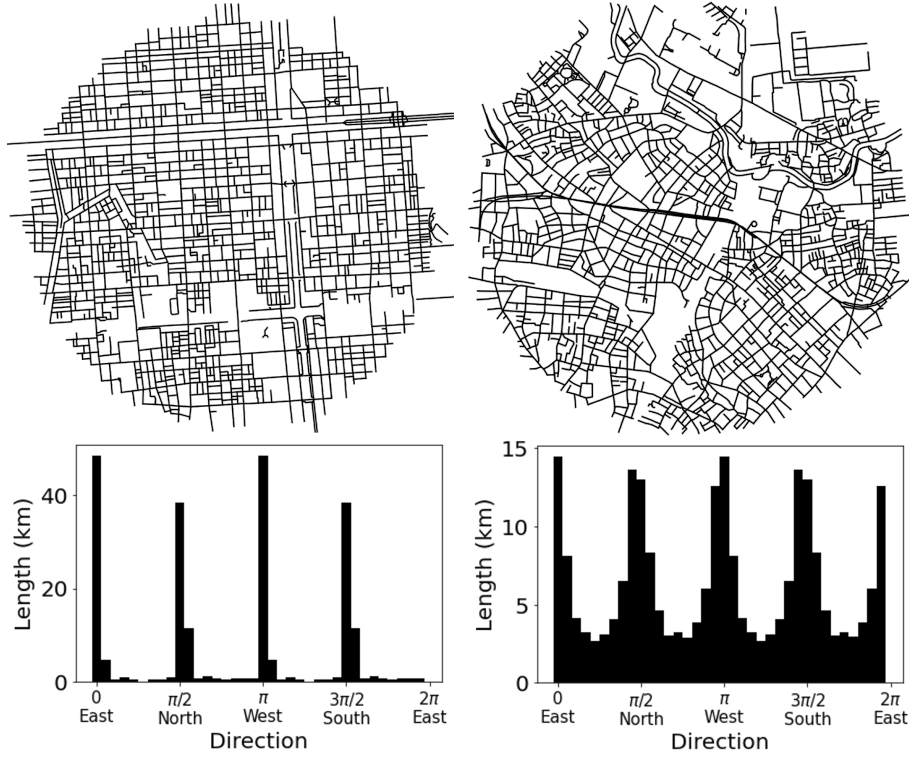 40
20
0
Length (km)
0
East
π/2
North
π
West
3π/2
South
2π
East
Direction
15
10
5
0
Length (km)
0
East
π/2
North
π
West
3π/2
South
2π
East
Direction